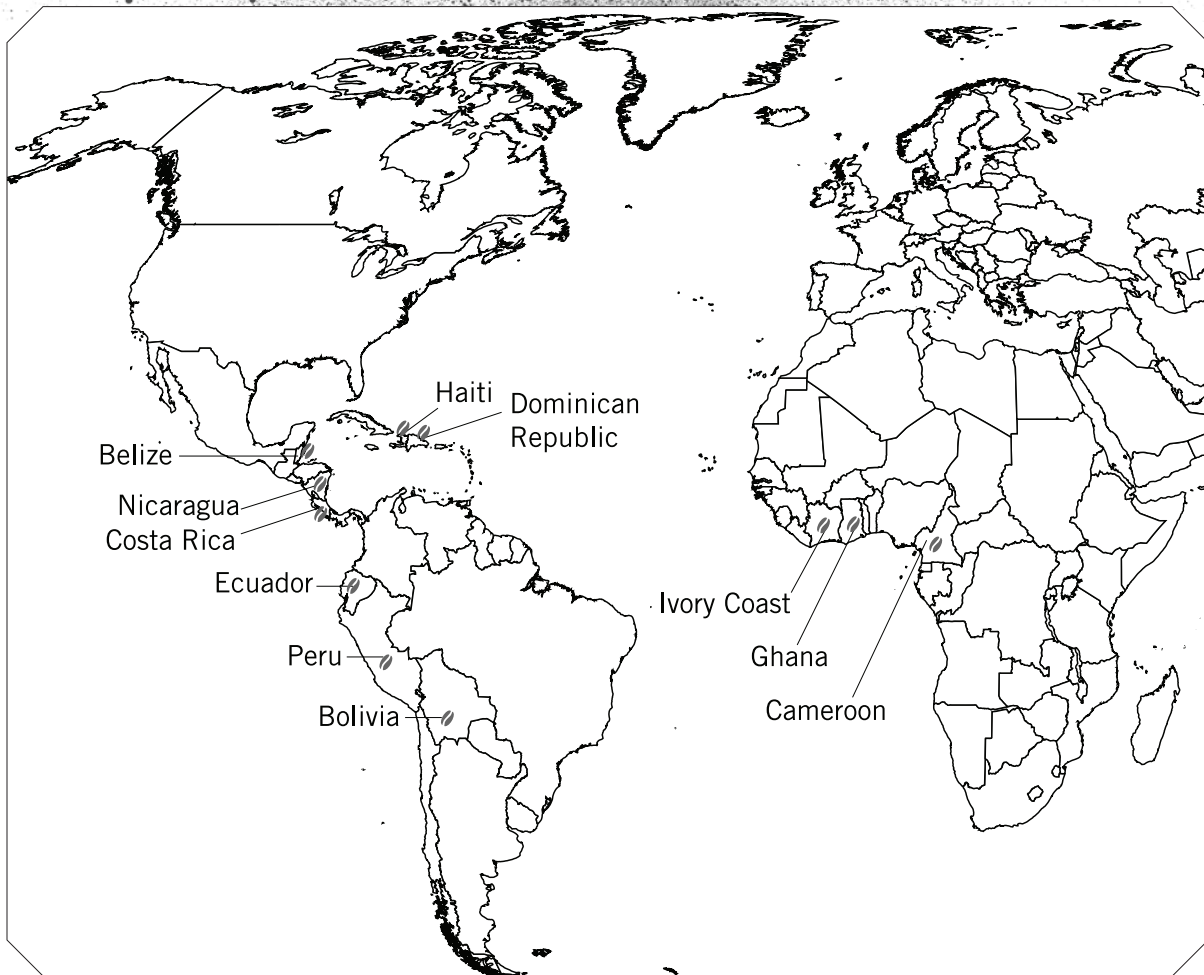 Haiti
Dominican
Republic
Belize
Nicaragua
Costa Rica
Ecuador
Peru
Bolivia
Ivory Coast
Ghana
Cameroon